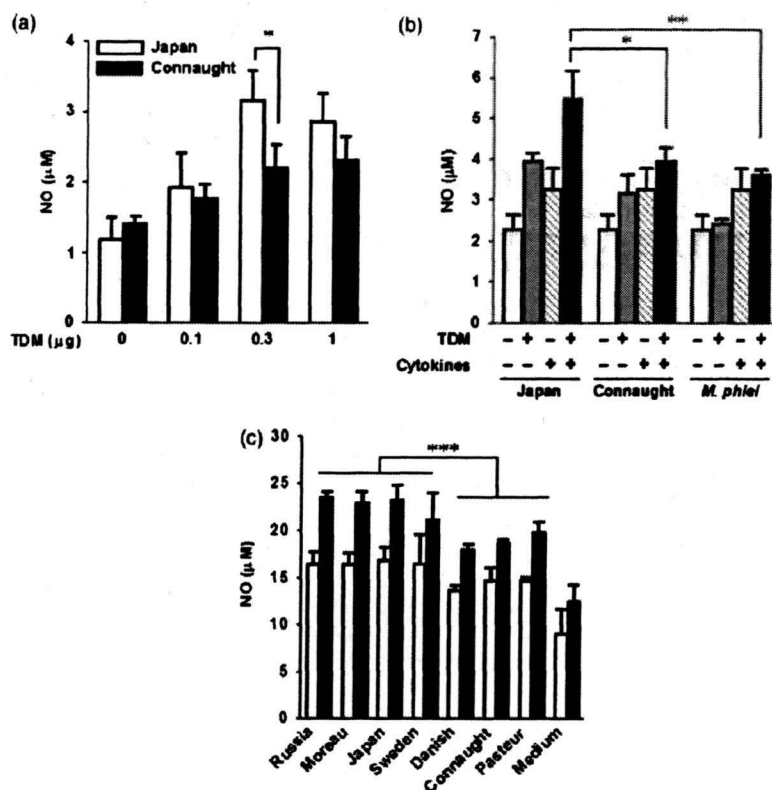 (a)
Japan
Connaught
*
NO (μM)
4
3
2
1
0
TDM (μg) 0 0.1 0.3 1
(b)
**
*
NO (μM)
7
6
5
4
3
2
1
0
TDM – + – + – + – + – + – +
Cytokines – – + + – – + + – – + +
Japan Connaught M. phlei
(c)
***
NO (μM)
30
25
20
15
10
5
0
Russia
Moreau
Japan
Sweden
Danish
Connaught
Pasteur
Medium